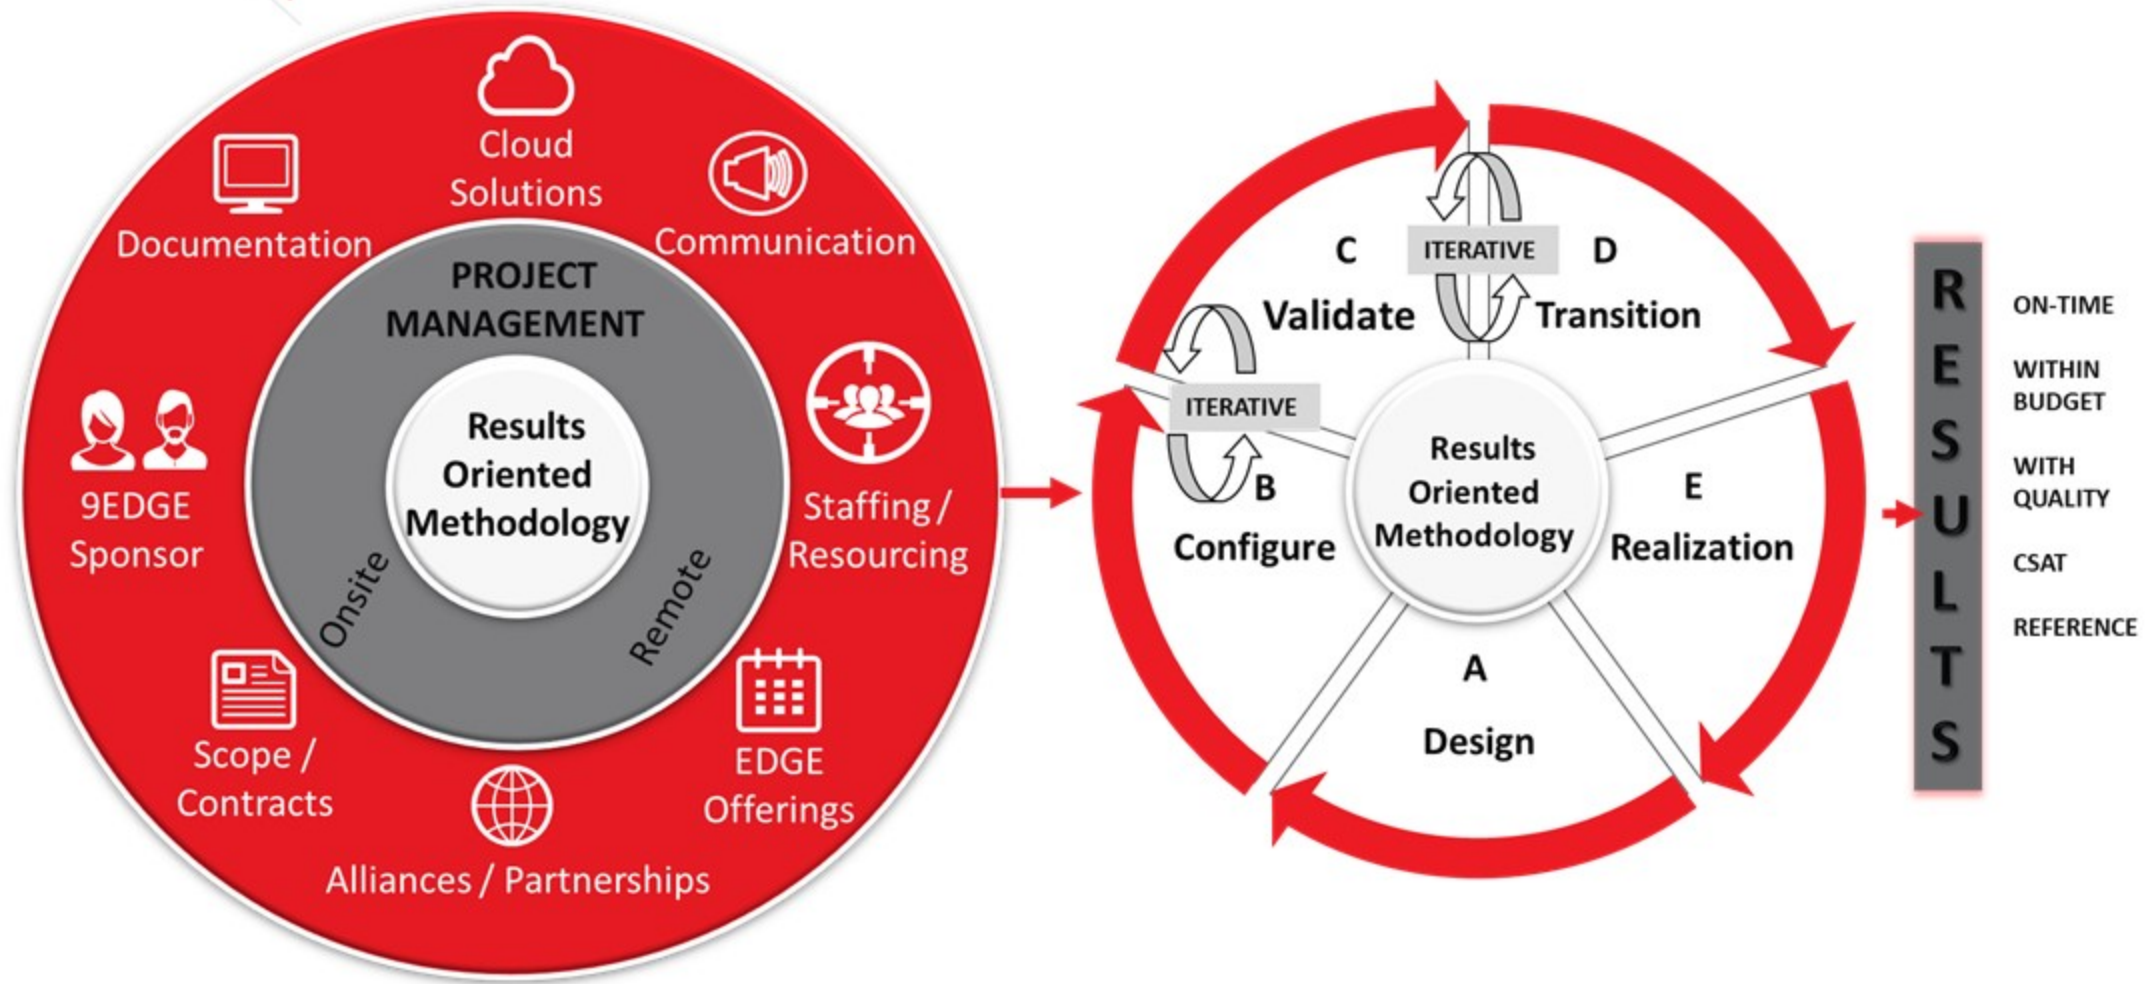 Cloud
Solutions
Documentation
Communication
PROJECT
MANAGEMENT
Results
Oriented
Methodology
9EDGE
Sponsor
Staffing /
Resourcing
Onsite
Remote
Scope /
Contracts
EDGE
Offerings
Alliances / Partnerships
C
ITERATIVE
D
Validate
Transition
ITERATIVE
B
Configure
Results
Oriented
Methodology
E
Realization
A
Design
RESULTS
ON-TIME
WITHIN
BUDGET
WITH
QUALITY
CSAT
REFERENCE